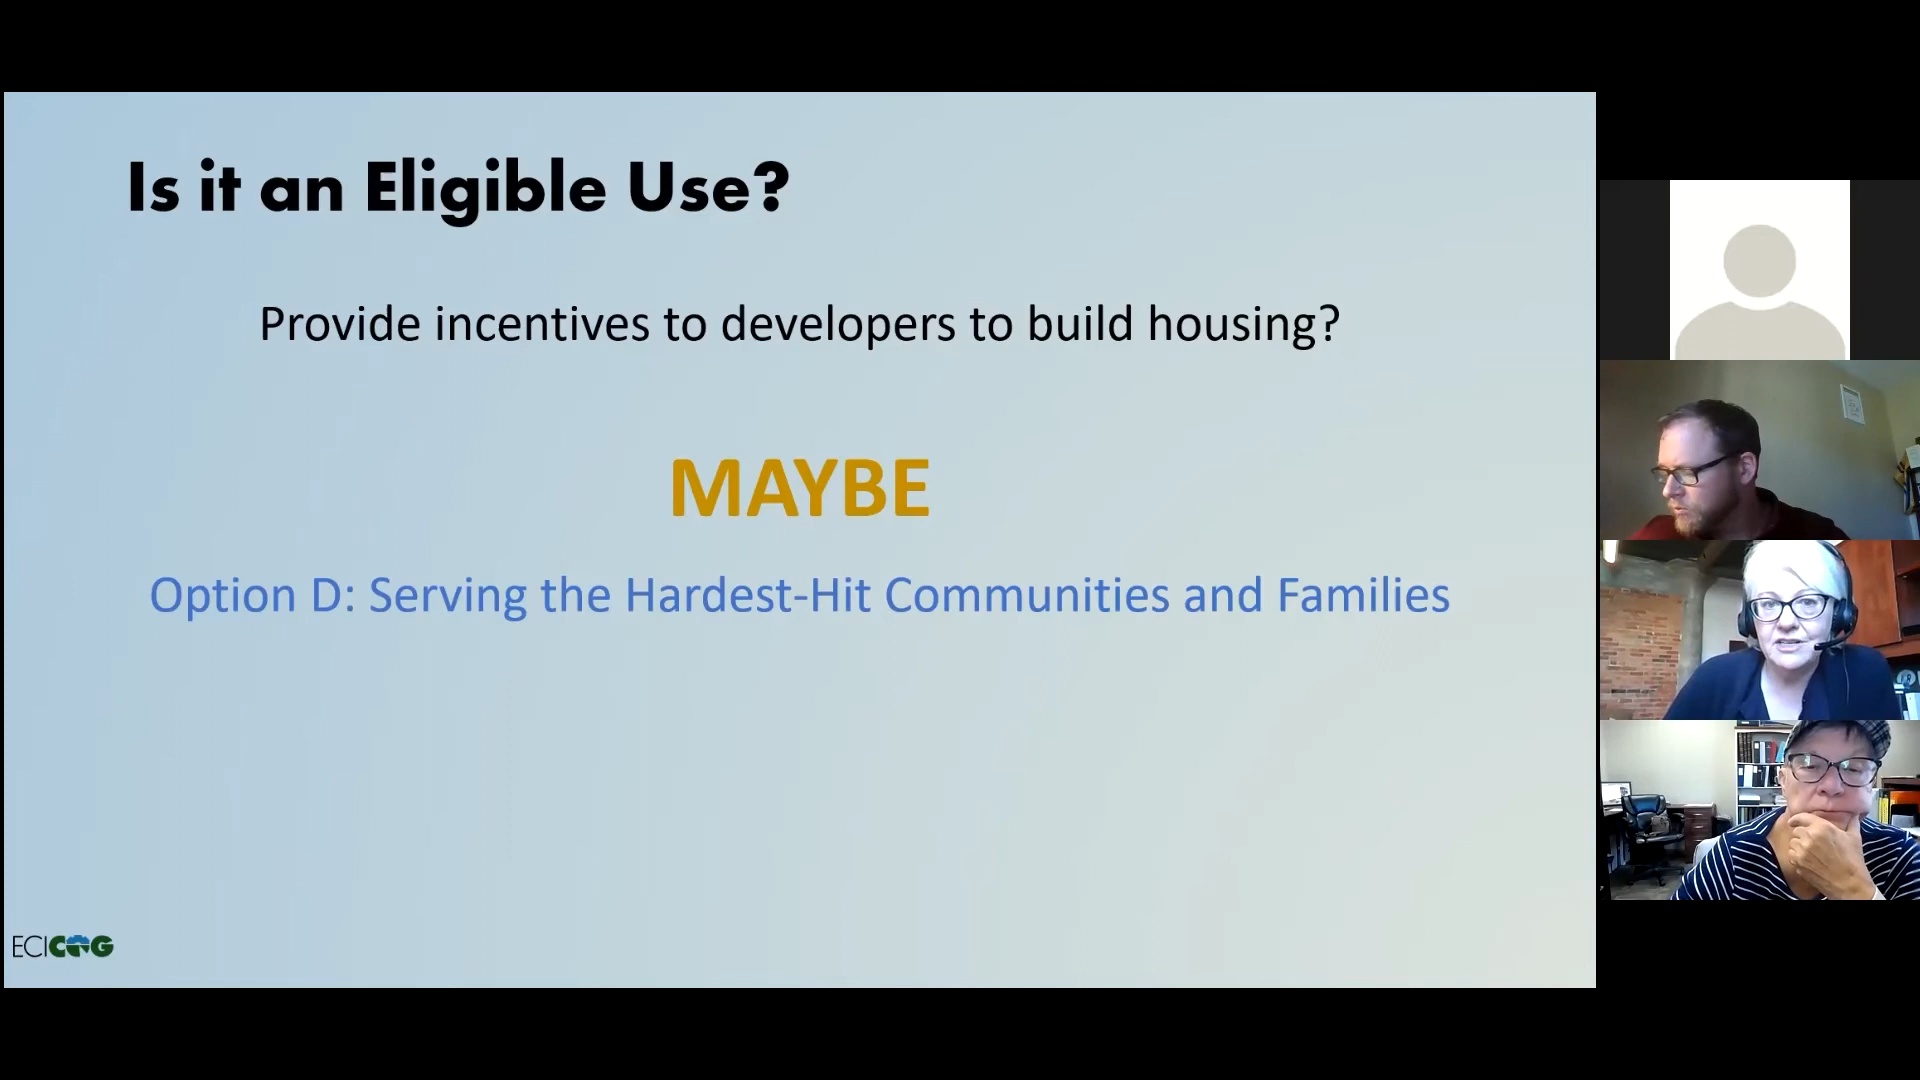 Is it an Eligible Use?
Provide incentives to developers to build housing?
MAYBE
Option D: Serving the Hardest-Hit Communities and Families
ECICOG